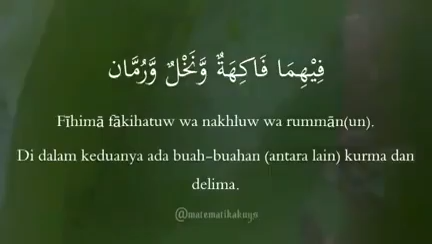 فِيْهِمَا فَاكِهَةٌ وَّنَخْلٌ وَّرُمَّان
Fīhimā fākihatuw wa nakhluw wa rummān(un).
Di dalam keduanya ada buah-buahan (antara lain) kurma dan
delima.
@matematikakuyn